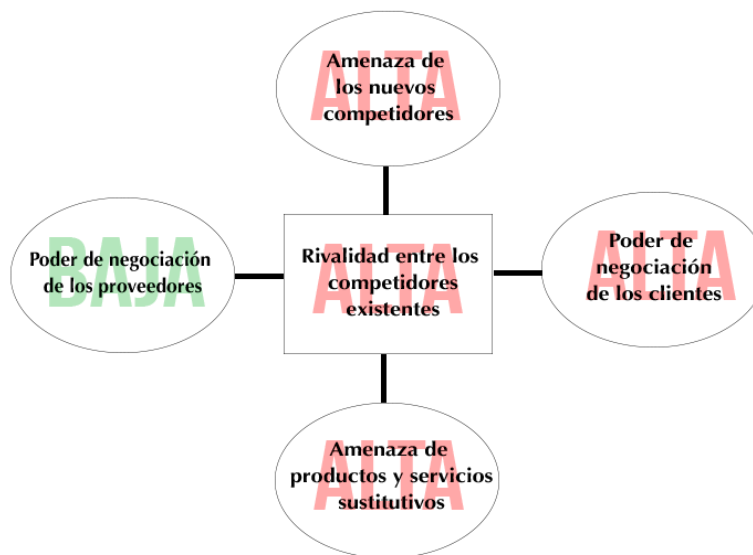 ALTA
Amenaza de
los nuevos
competidores
BAJA
Poder de negociación
de los proveedores
ALTA
Rivalidad entre los
competidores
existentes
ALTA
Poder de
negociación
de los clientes
ALTA
Amenaza de
productos y servicios
sustitutivos